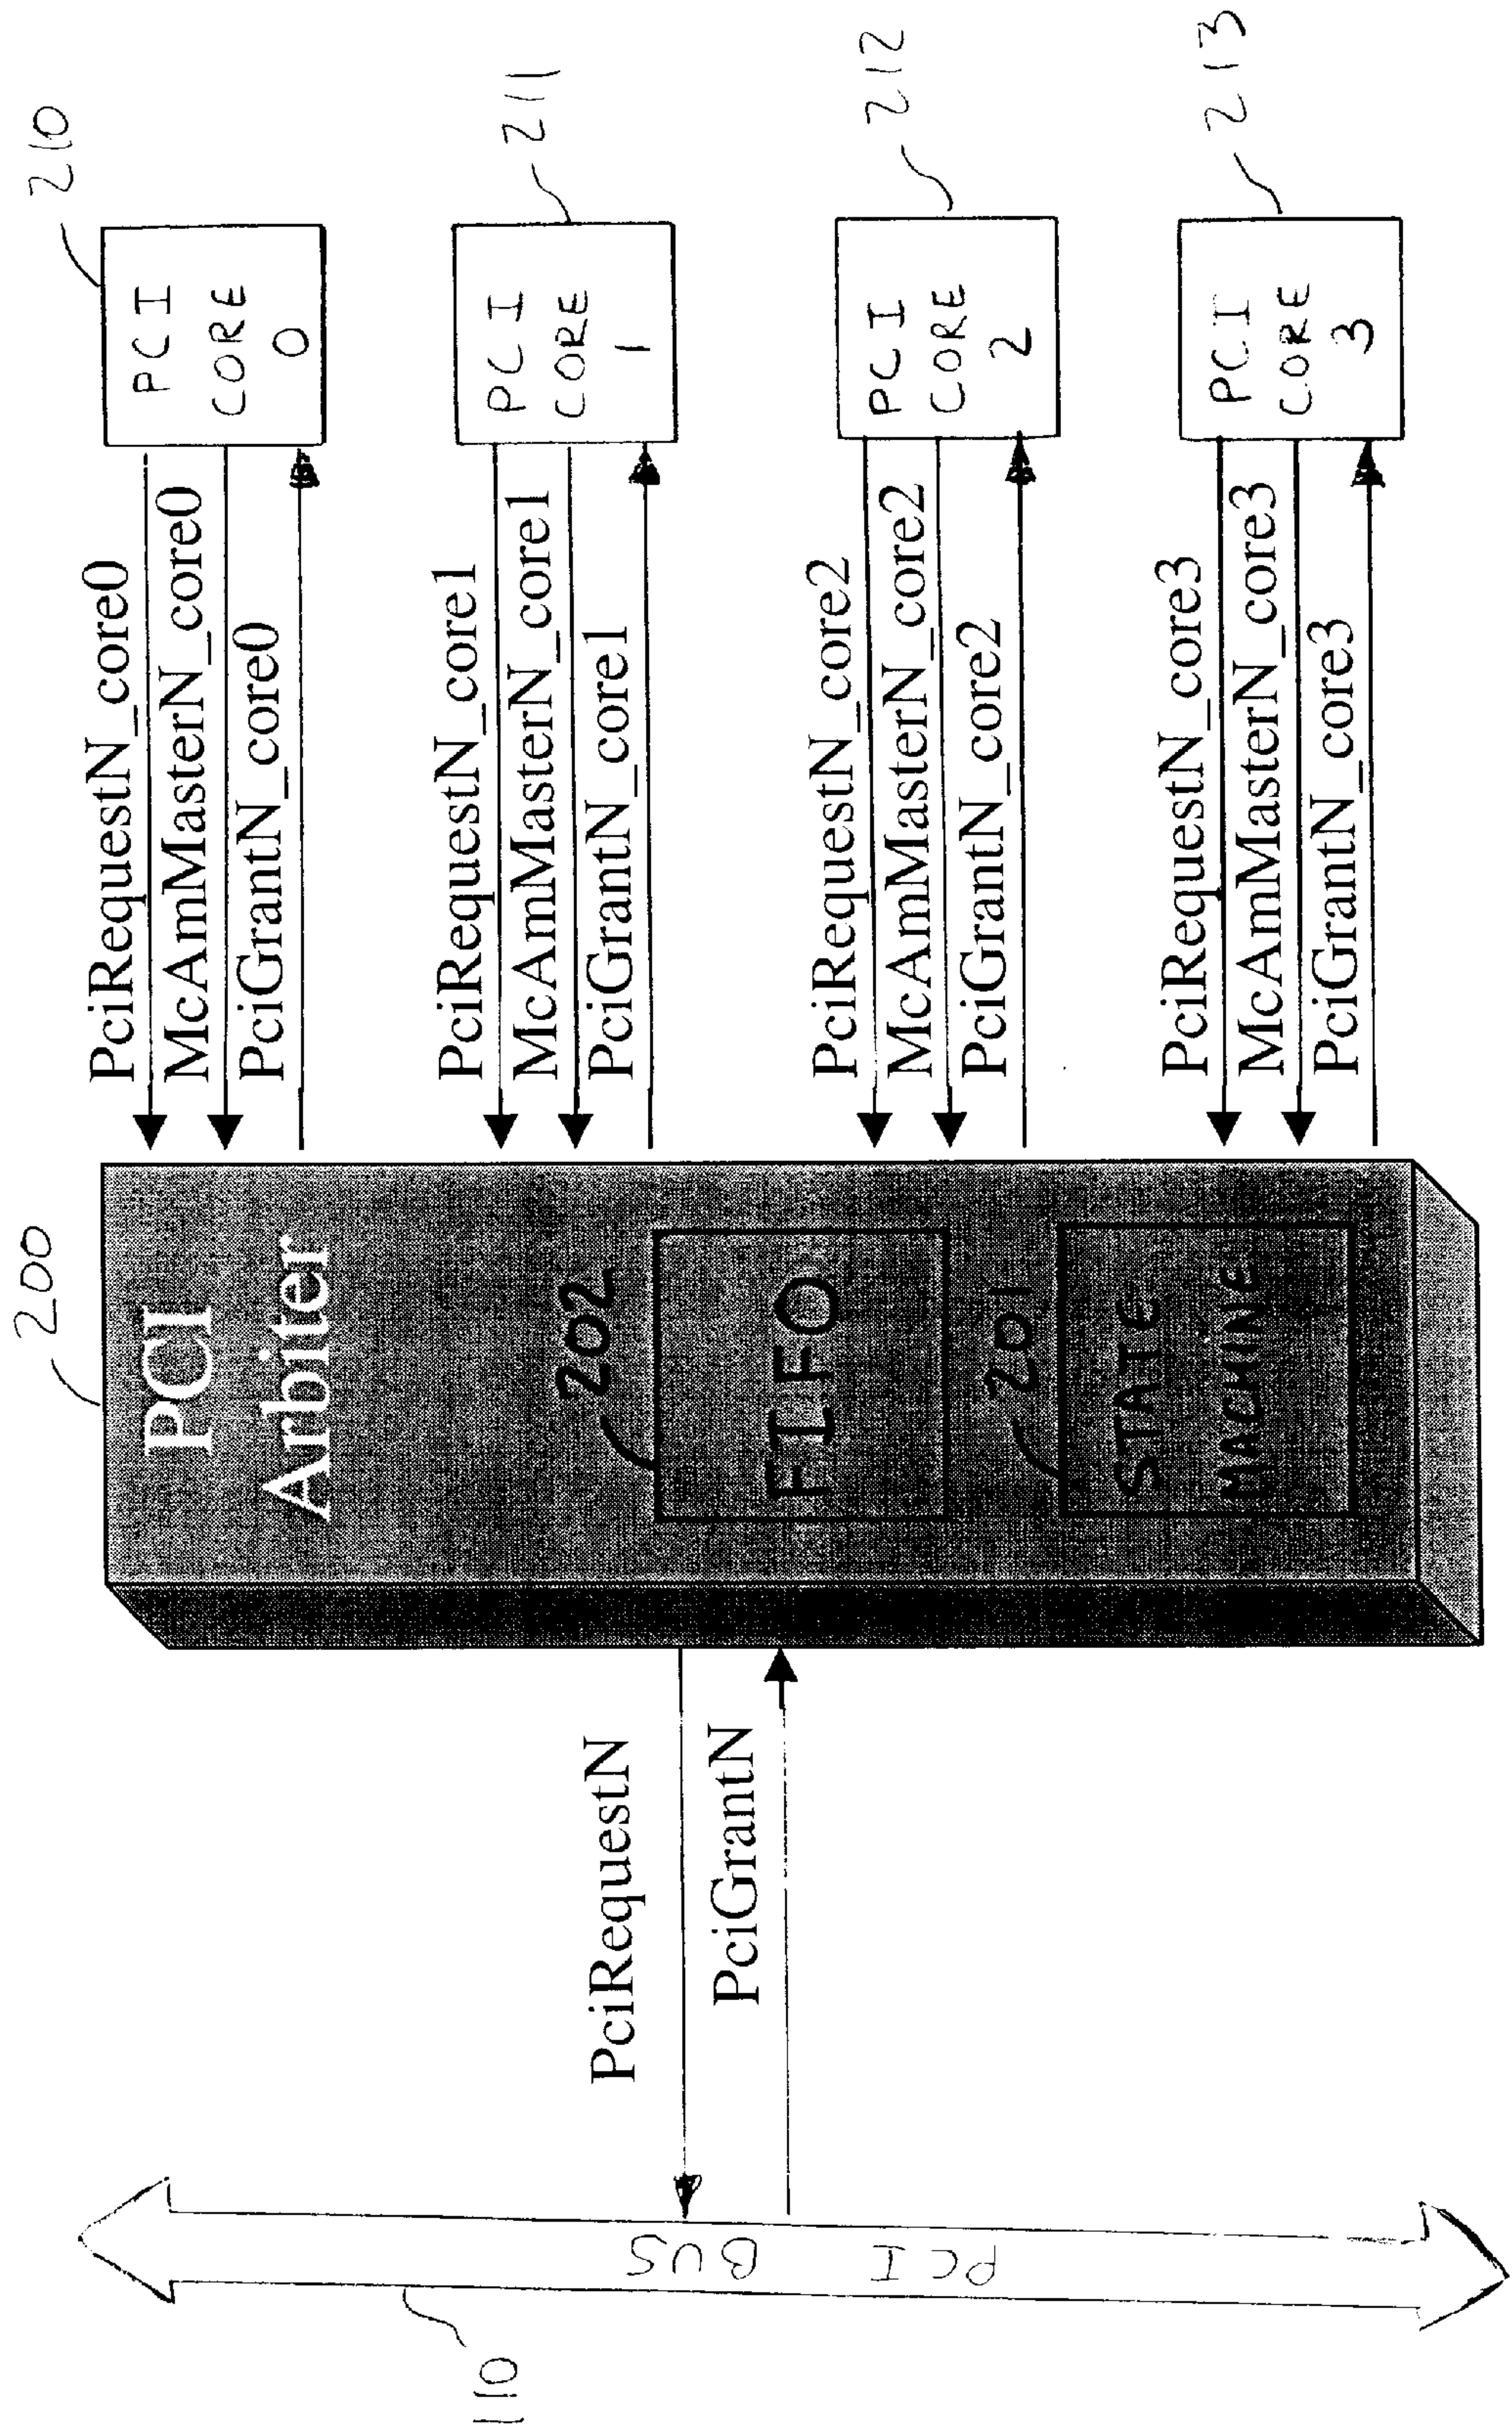 200
PCI
Arbiter
202
FIFO
201
STATE
MACHINE
110
PCI BUS
PciRequestN
PciGrantN
PciRequestN_core0
McAmMasterN_core0
PciGrantN_core0
PCI
CORE
0
210
PciRequestN_core1
McAmMasterN_core1
PciGrantN_core1
PCI
CORE
1
211
PciRequestN_core2
McAmMasterN_core2
PciGrantN_core2
PCI
CORE
2
212
PciRequestN_core3
McAmMasterN_core3
PciGrantN_core3
PCI
CORE
3
213